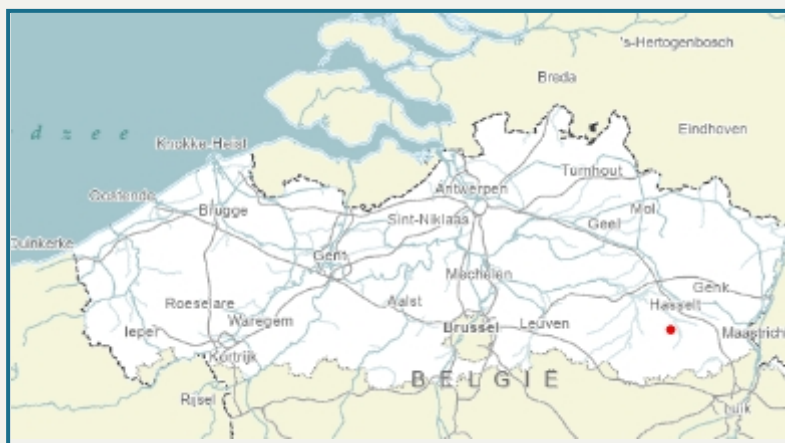 's-Hertogenbosch
Breda
Eindhoven
d z e e
Knokke-Heist
Turnhout
Antwerpen
Oostende
Mol
Brugge
Sint-Niklaas
Geel
Duinkerke
Gent
Mechelen
Genk
Aalst
Hasselt
Roeselare
Waregem
Brussel
Leuven
Maastrich
Ieper
Kortrijk
BELGIË
Rijsel
Luik